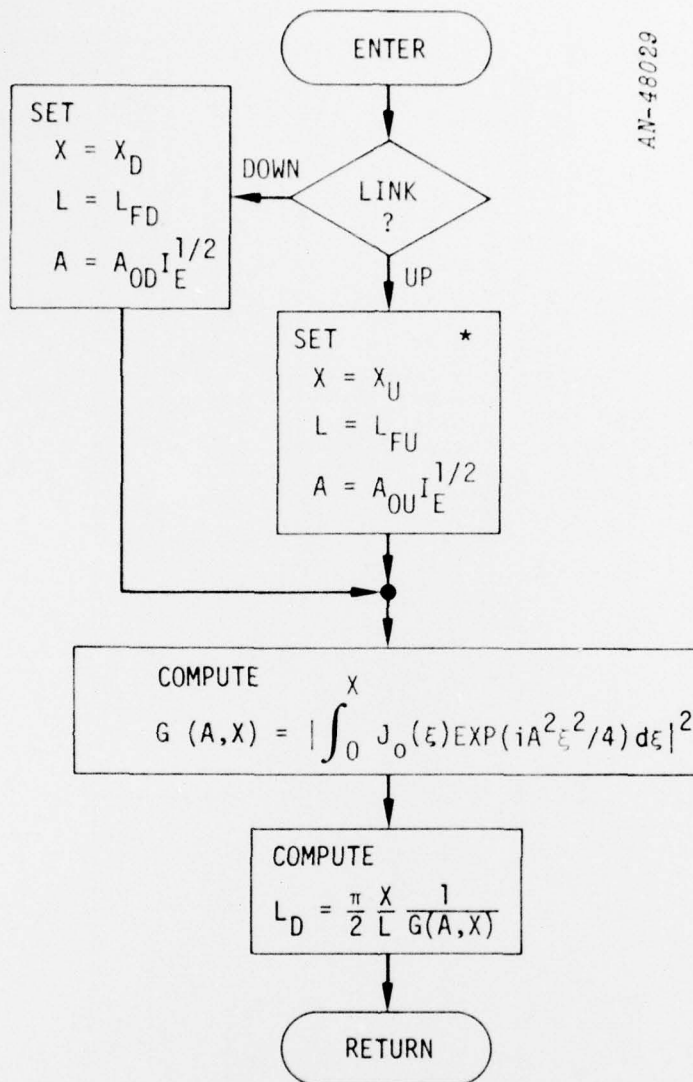 AN-48029
ENTER
LINK
?
DOWN
UP
SET
X = X_D
L = L_FD
A = A_OD I_E^1/2
SET *
X = X_U
L = L_FU
A = A_OU I_E^1/2
COMPUTE
G (A,X) = |∫_0^X J_o(ξ)EXP(iA^2ξ^2/4)dξ|^2
COMPUTE
L_D = π/2 X/L 1/G(A,X)
RETURN